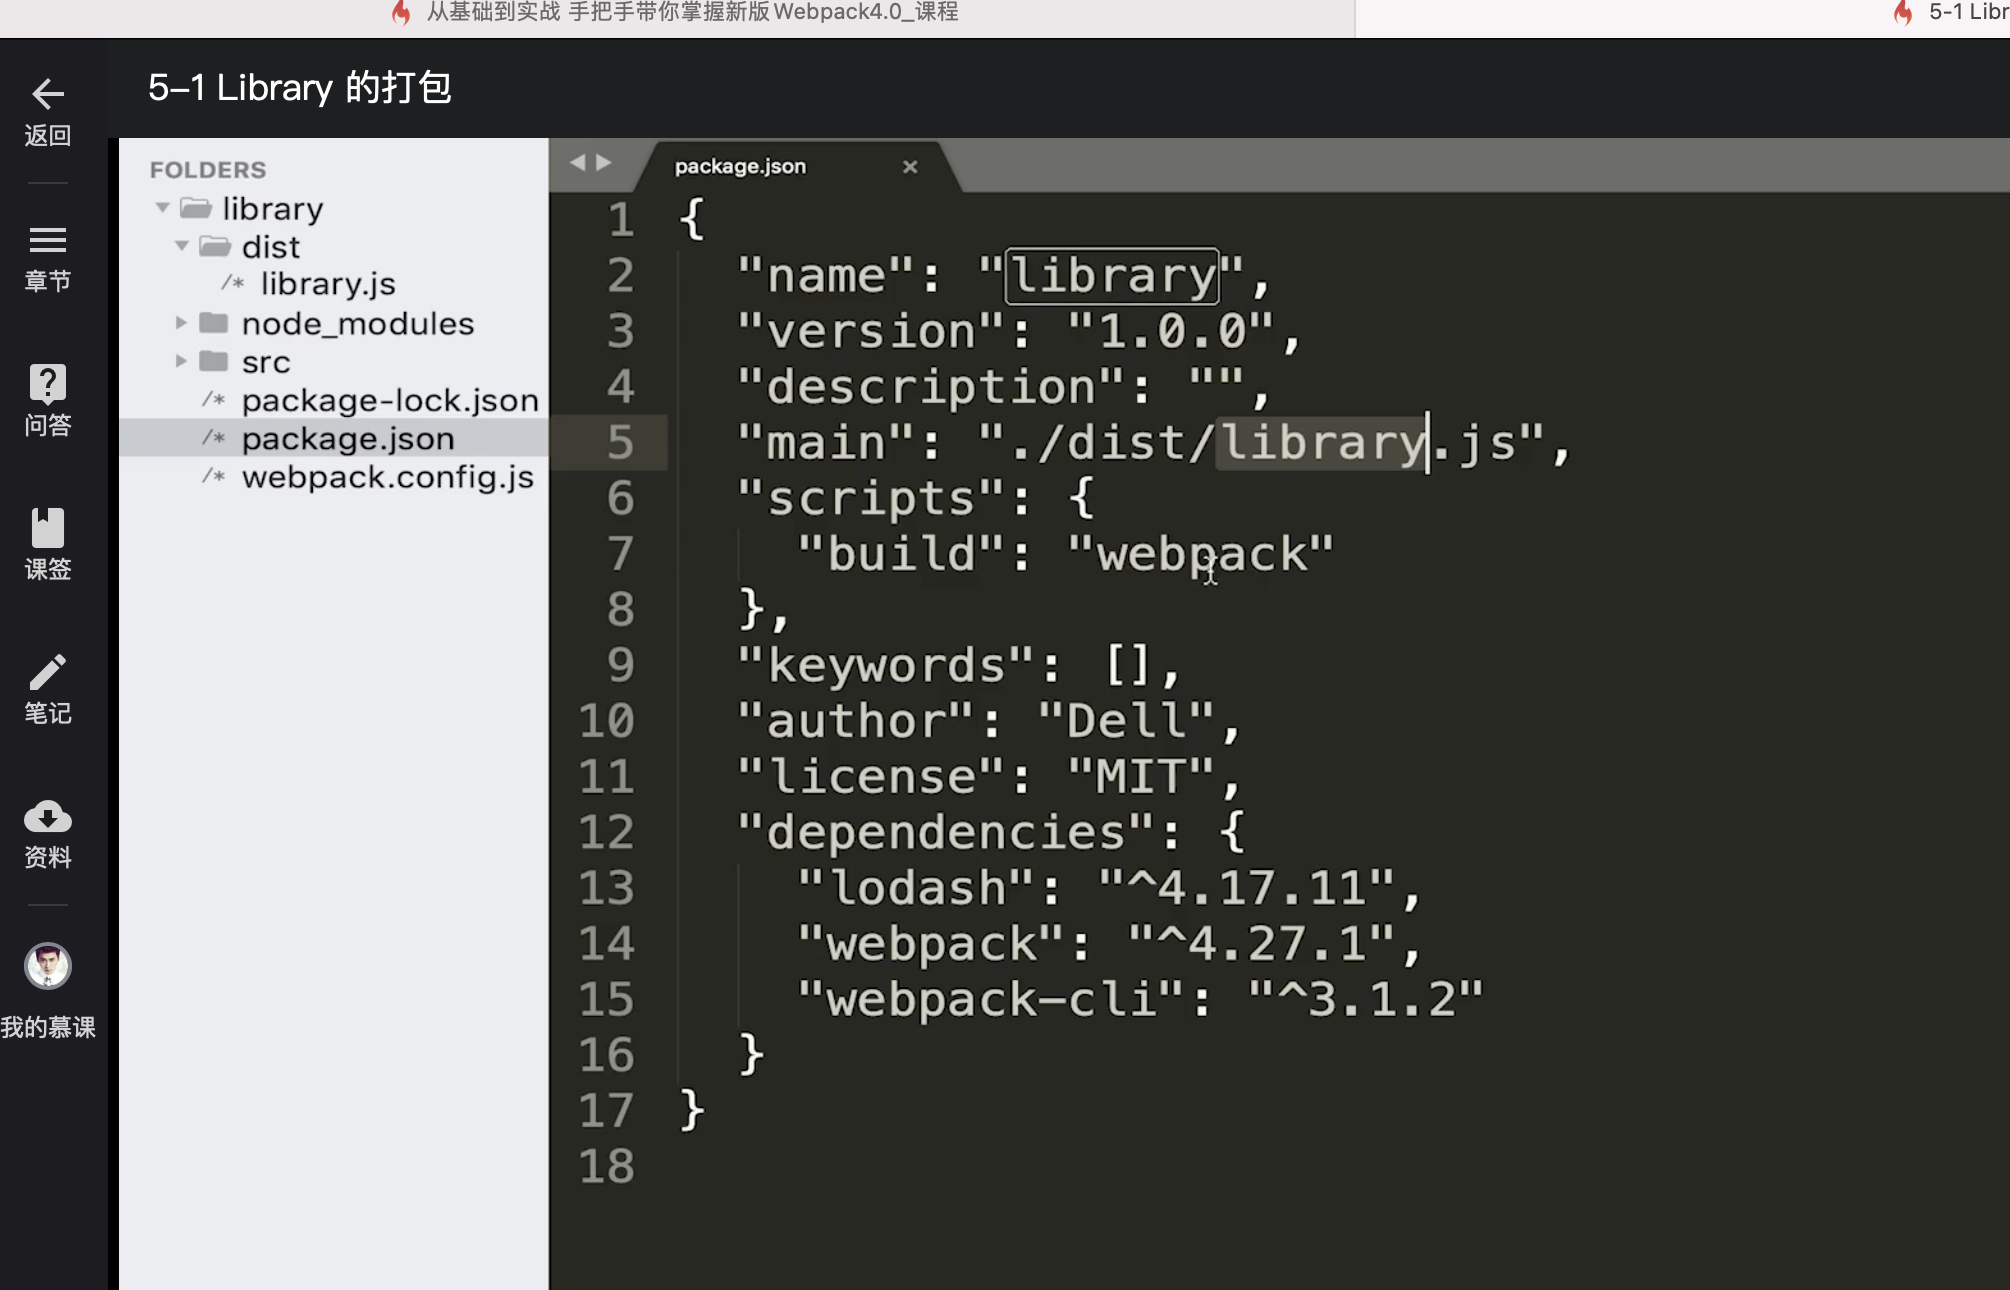 从基础到实战 手把手带你掌握新版Webpack4.0_课程
5-1 Libr
5-1 Library 的打包
返回
章节
问答
课签
笔记
资料
我的慕课
FOLDERS
library
dist
/* library.js
node_modules
src
/* package-lock.json
/* package.json
/* webpack.config.js
package.json ×
1 {
2 "name": "library",
3 "version": "1.0.0",
4 "description": "",
5 "main": "./dist/library.js",
6 "scripts": {
7 "build": "webpack"
8 },
9 "keywords": [],
10 "author": "Dell",
11 "license": "MIT",
12 "dependencies": {
13 "lodash": "^4.17.11",
14 "webpack": "^4.27.1",
15 "webpack-cli": "^3.1.2"
16 }
17 }
18